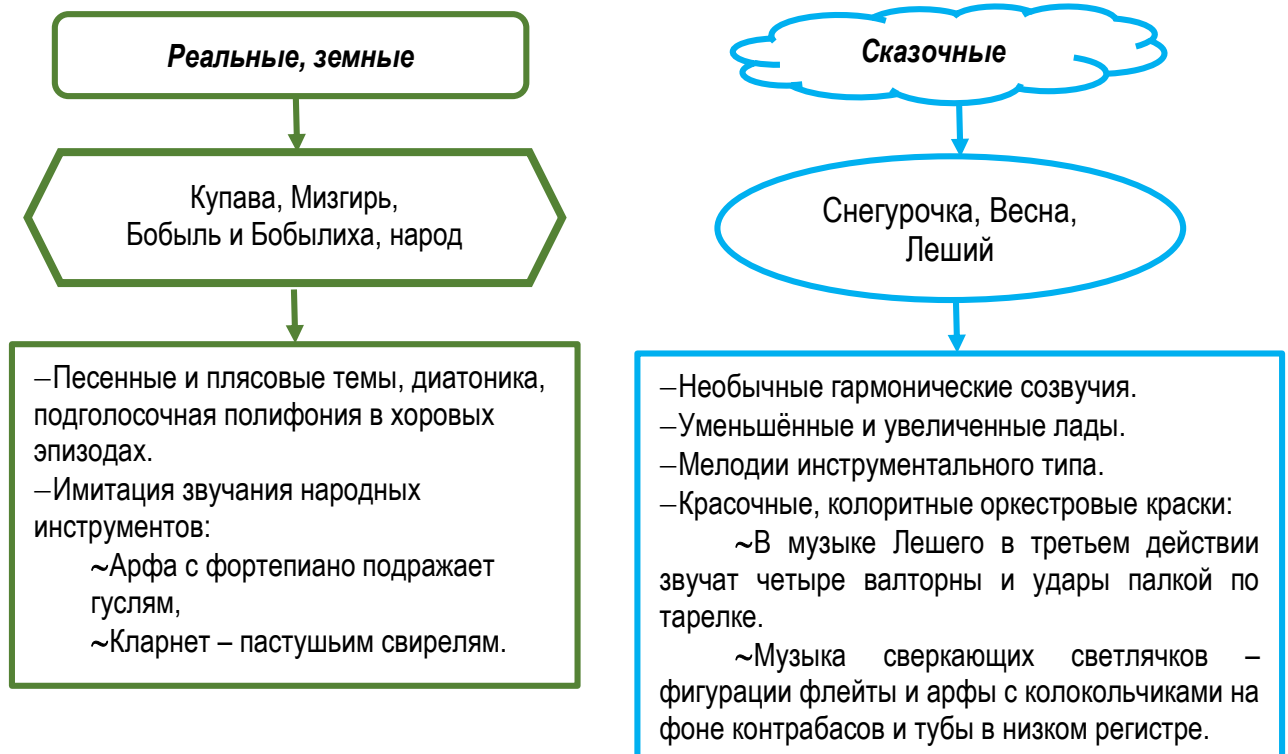 Реальные, земные
Купава, Мизгирь,
Бобыль и Бобылиха, народ
–Песенные и плясовые темы, диатоника,
подголосочная полифония в хоровых
эпизодах.
–Имитация звучания народных
инструментов:
~Арфа с фортепиано подражает
гуслям,
~Кларнет – пастушьим свирелям.
Сказочные
Снегурочка, Весна,
Леший
–Необычные гармонические созвучия.
–Уменьшённые и увеличенные лады.
–Мелодии инструментального типа.
–Красочные, колоритные оркестровые краски:
~В музыке Лешего в третьем действии
звучат четыре валторны и удары палкой по
тарелке.
~Музыка сверкающих светлячков –
фигурации флейты и арфы с колокольчиками на
фоне контрабасов и тубы в низком регистре.